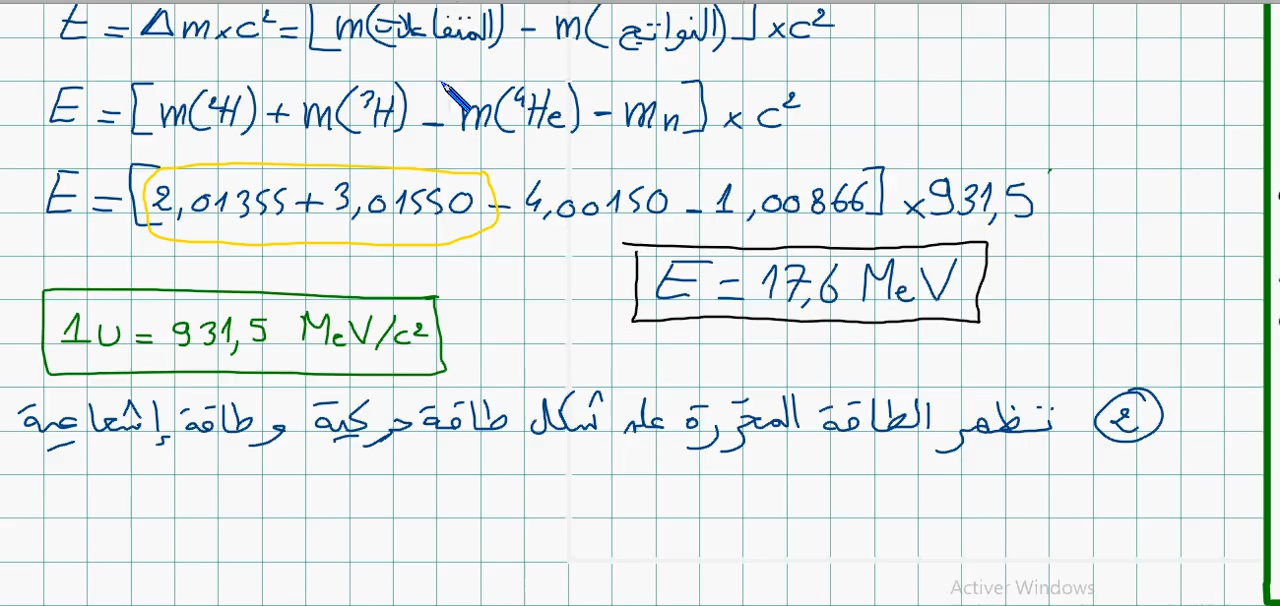 E = Δm×c² = [m(المتفاعلات) - m(النواتج)] × c²
E = [m(²H) + m(³H) - m(⁴He) - mn] × c²
E = [2,01355 + 3,01550 - 4,00150 - 1,00866] × 931,5
E = 17,6 MeV
1u = 931,5 MeV/c²
② تظهر الطاقة المحررة على شكل طاقة حركية وطاقة إشعاعية
Activer Windows